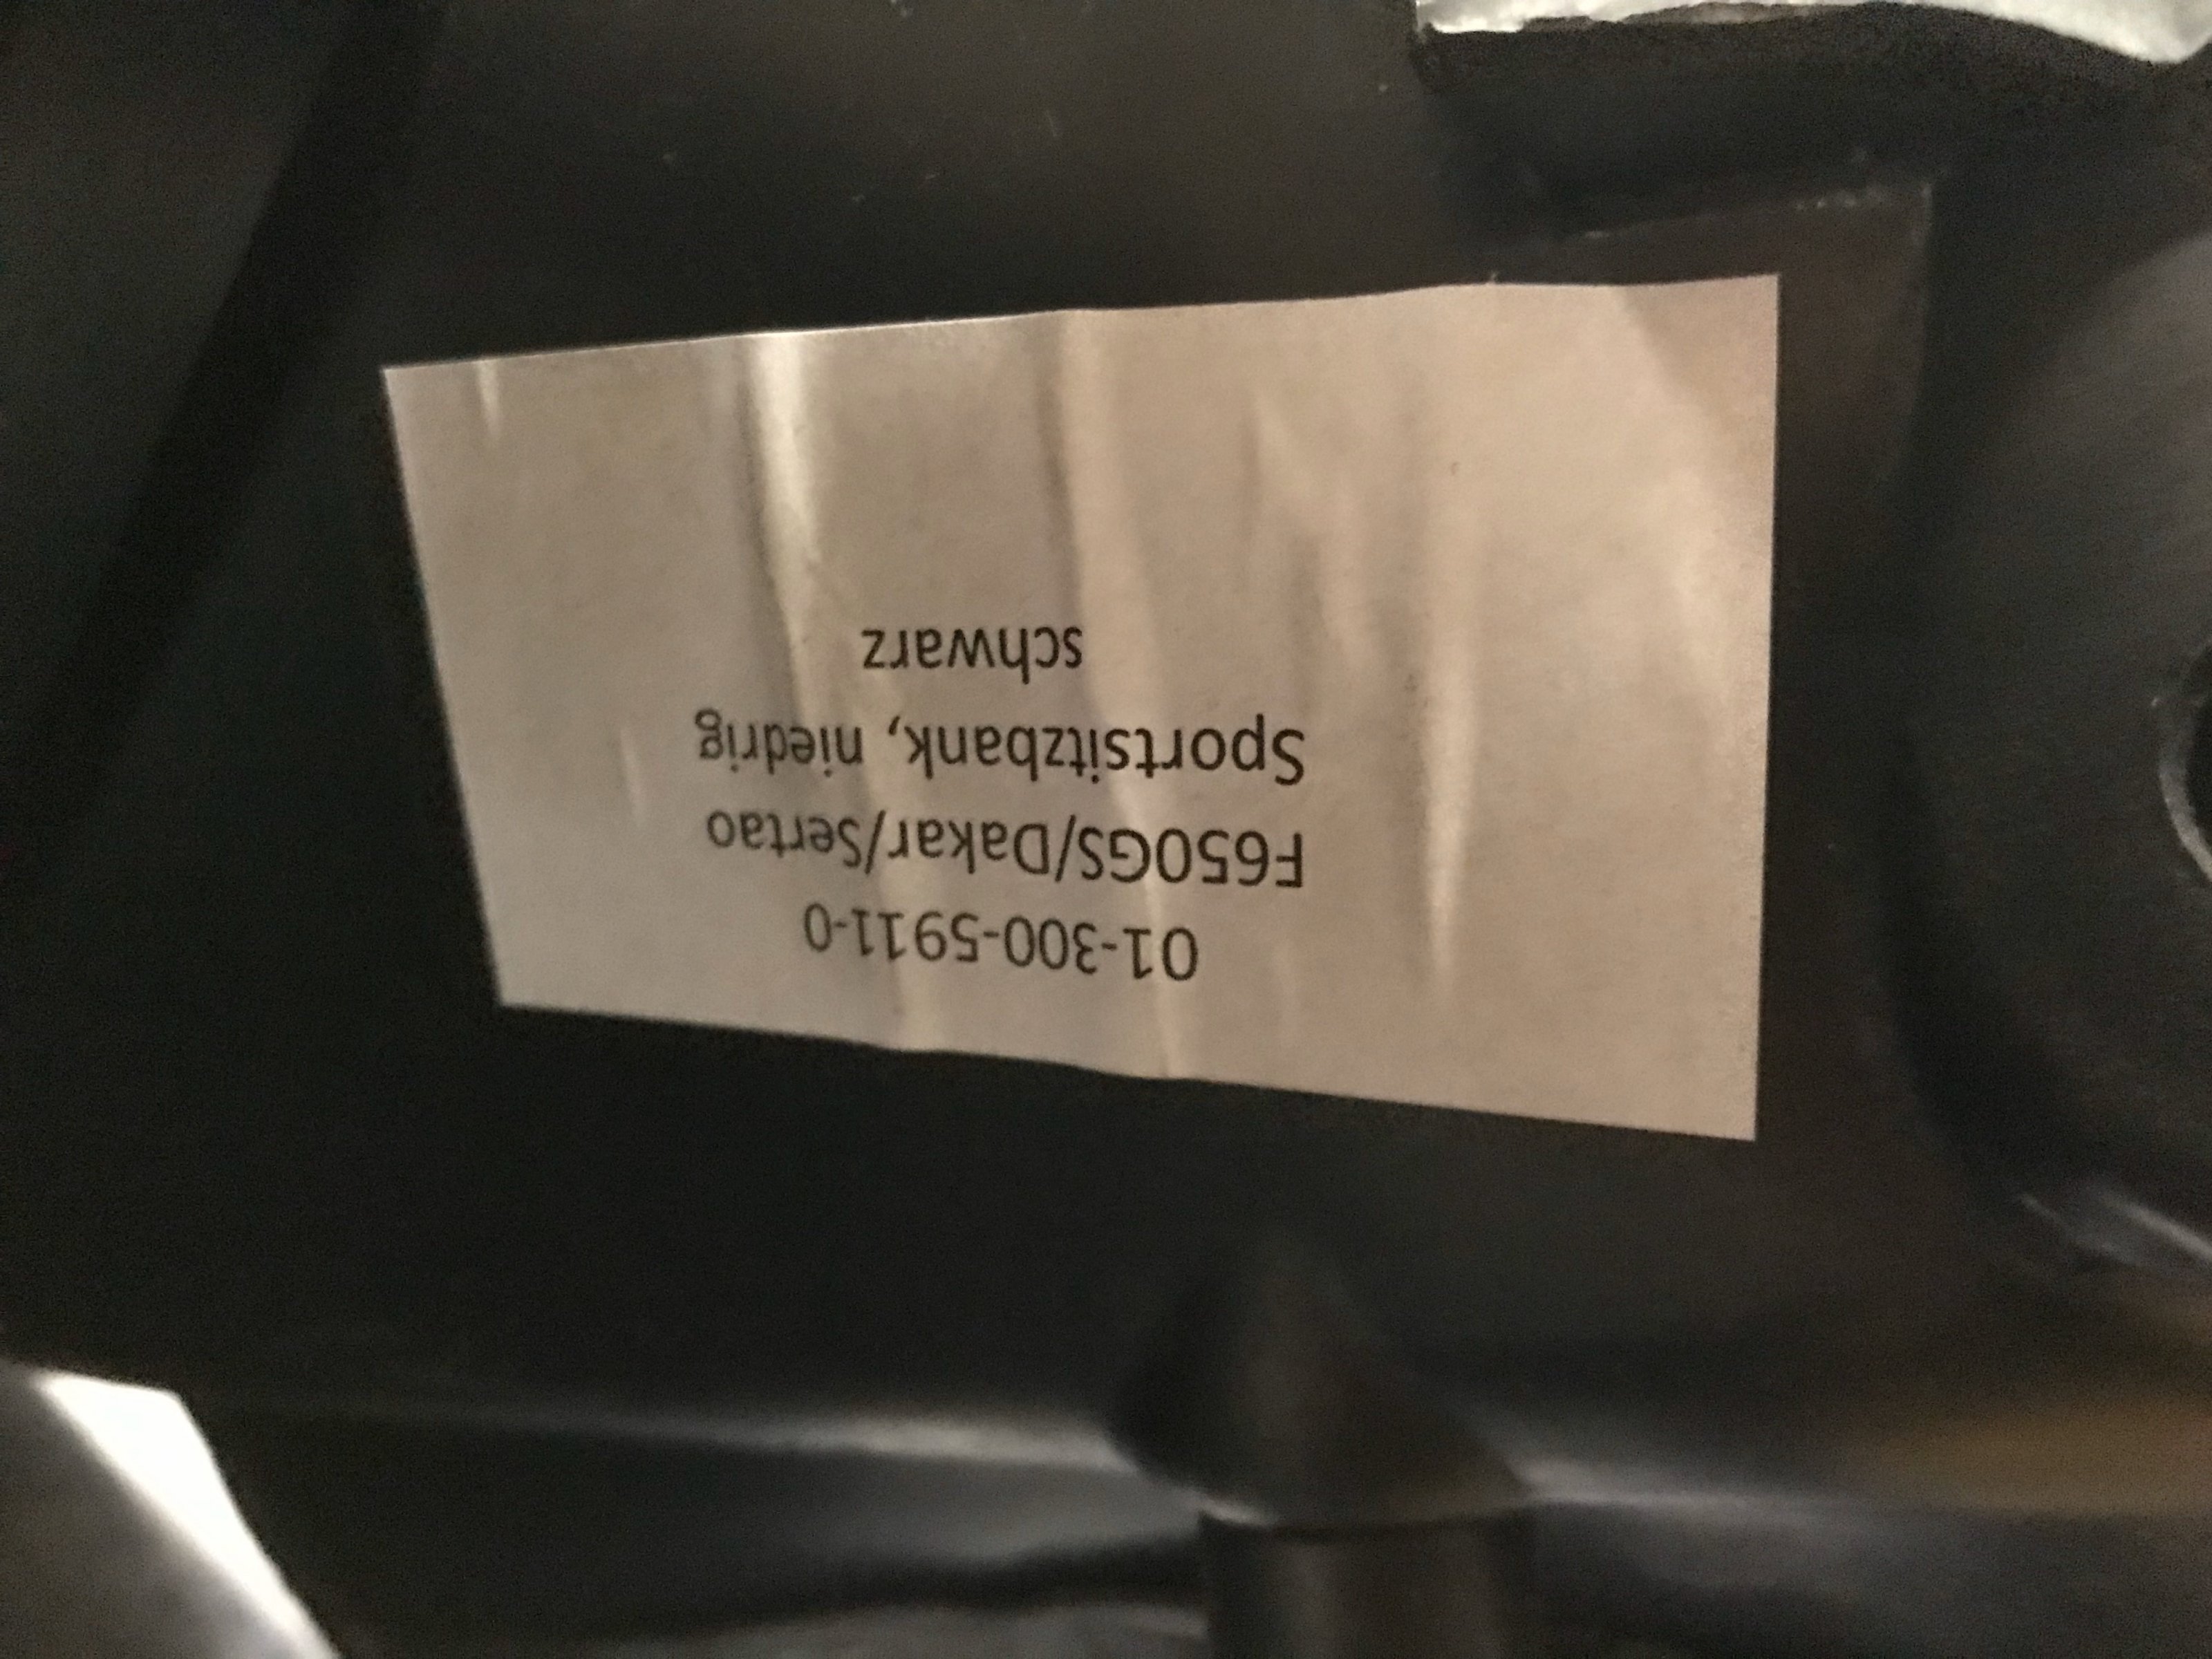 01-300-5911-0
F650GS/Dakar/Sertao
Sportsitzbank, niedrig
schwarz